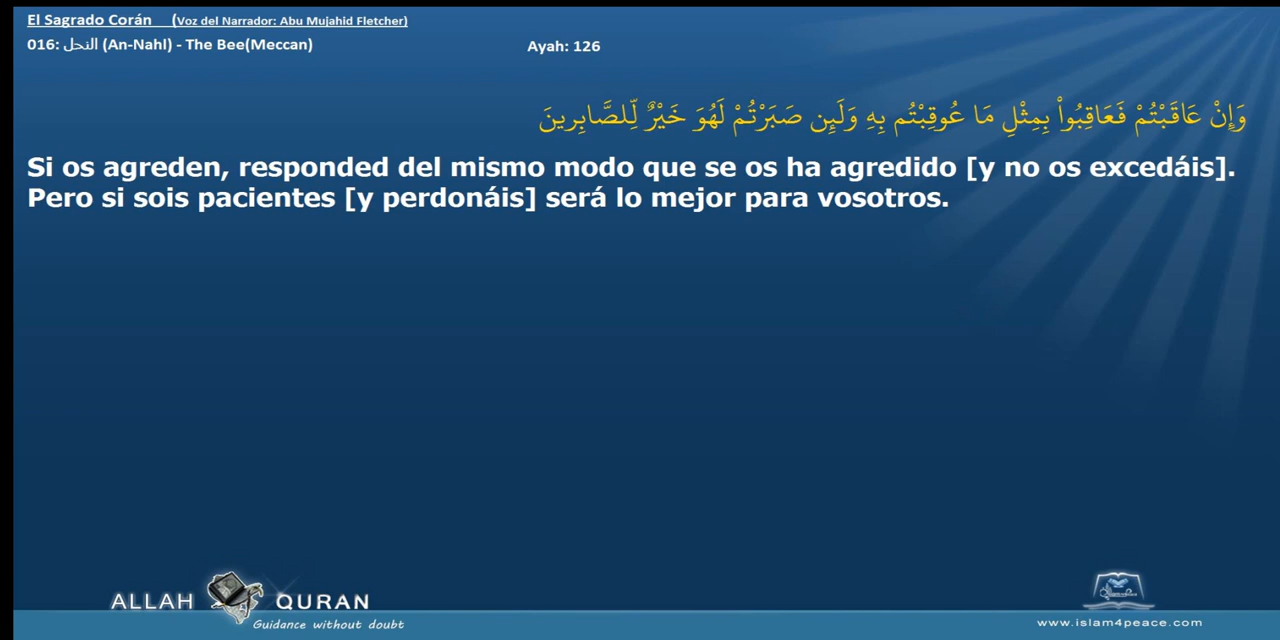 El Sagrado Corán (Voz del Narrador: Abu Mujahid Fletcher)
016: النحل (An-Nahl) - The Bee(Meccan)
Ayah: 126
وَإِنْ عَاقَبْتُمْ فَعَاقِبُواْ بِمِثْلِ مَا عُوقِبْتُم بِهِ وَلَئِن صَبَرْتُمْ لَهُوَ خَيْرٌ لِّلصَّابِرينَ
Si os agreden, responded del mismo modo que se os ha agredido [y no os excedáis].
Pero si sois pacientes [y perdonáis] será lo mejor para vosotros.
ALLAH QURAN
Guidance without doubt
www.islam4peace.com